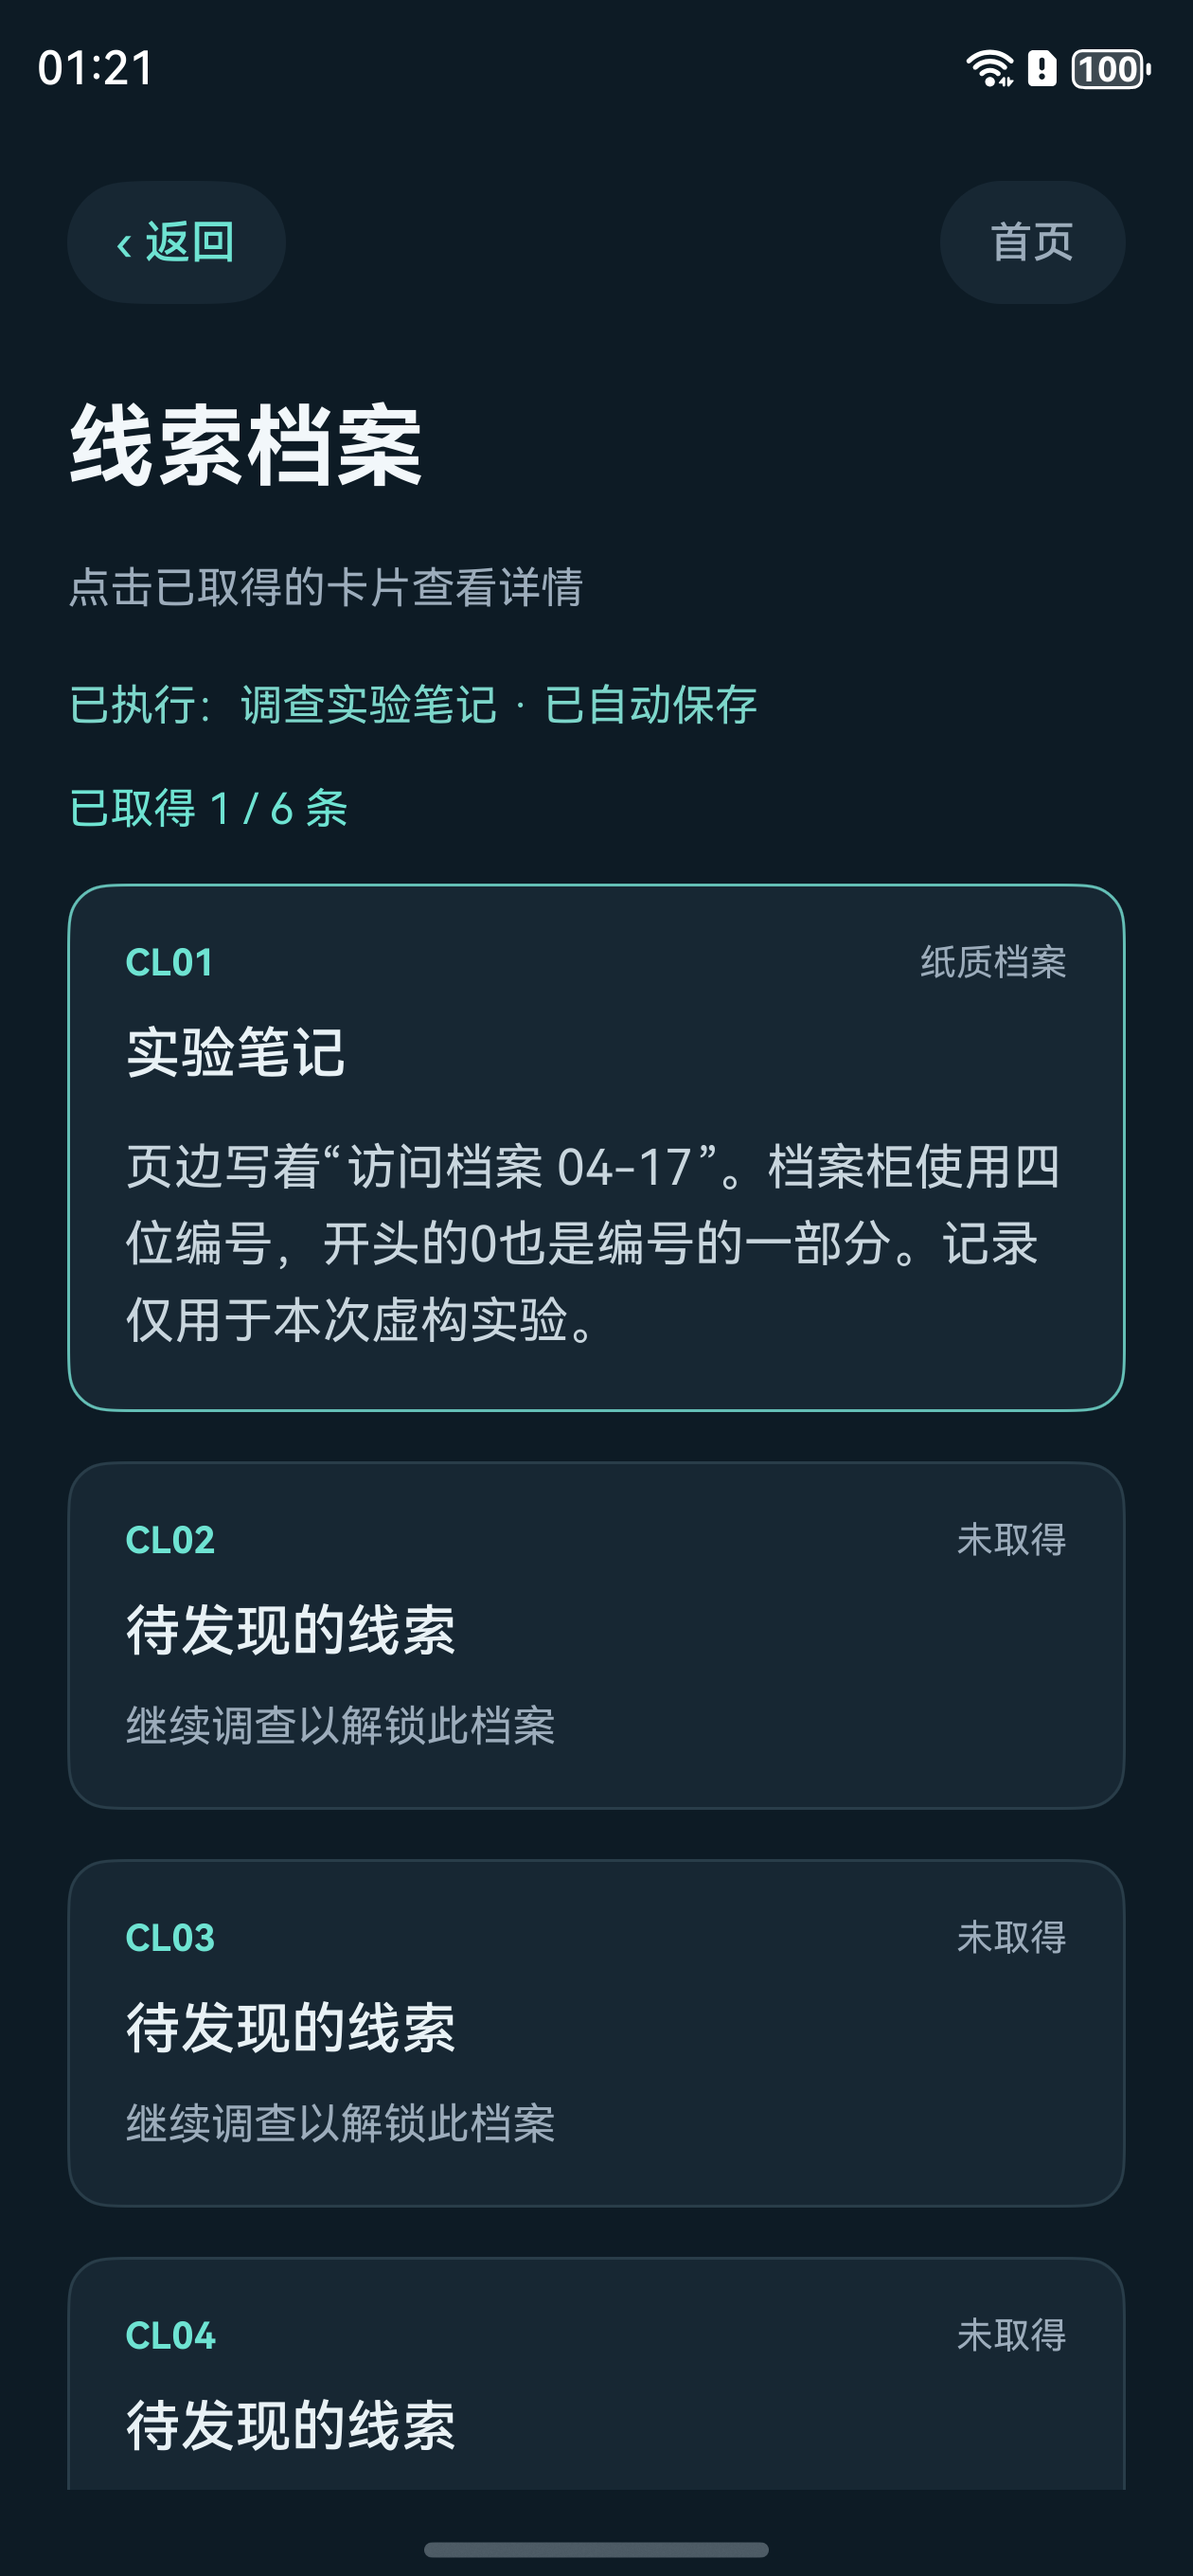 01:21
100
‹ 返回
首页
线索档案
点击已取得的卡片查看详情
已执行：调查实验笔记 · 已自动保存
已取得 1 / 6 条
CL01
纸质档案
实验笔记
页边写着“访问档案 04-17”。档案柜使用四
位编号，开头的0也是编号的一部分。记录
仅用于本次虚构实验。
CL02
未取得
待发现的线索
继续调查以解锁此档案
CL03
未取得
待发现的线索
继续调查以解锁此档案
CL04
未取得
待发现的线索